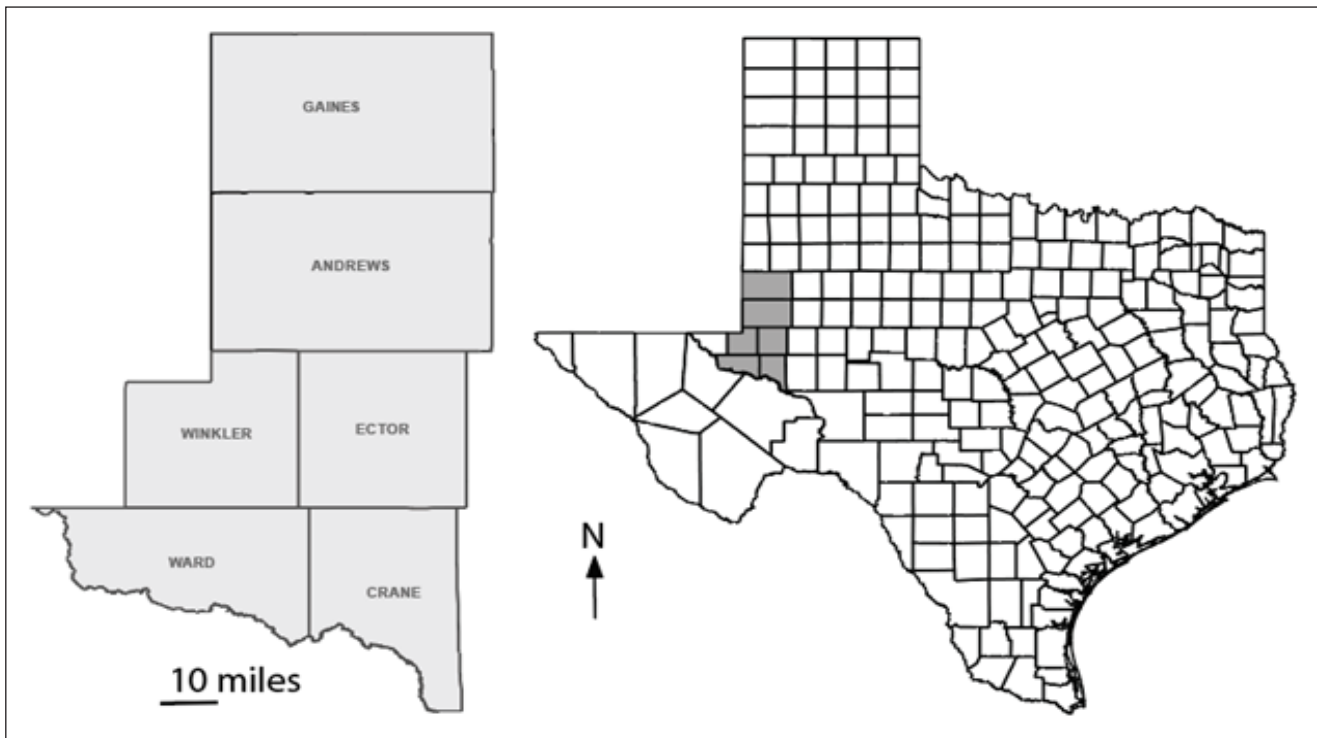 GAINES
ANDREWS
WINKLER
ECTOR
WARD
CRANE
10 miles
N